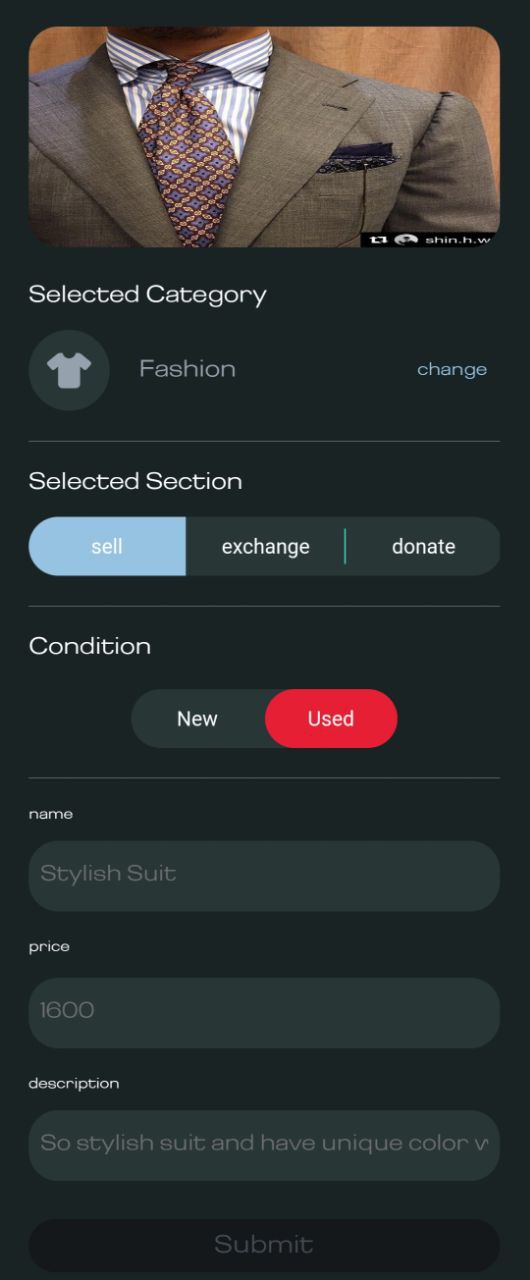 shin.h.w
Selected Category
Fashion change
Selected Section
sell exchange donate
Condition
New Used
name
Stylish Suit
price
1600
description
So stylish suit and have unique color
Submit